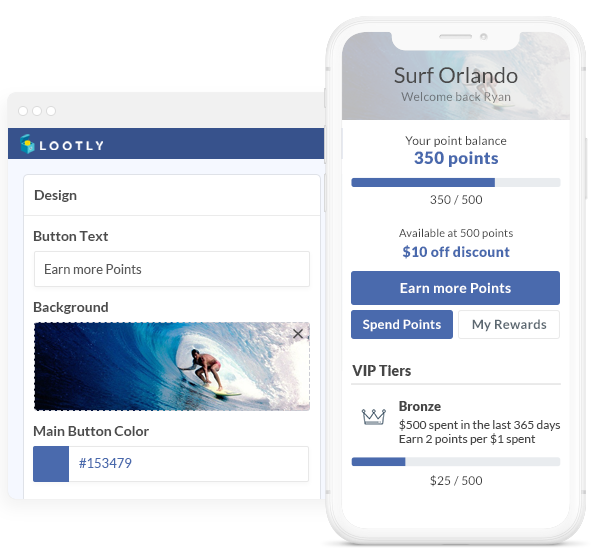 LOOTLY
Design
Button Text
Earn more Points
Background
Main Button Color
#153479
Surf Orlando
Welcome back Ryan
Your point balance
350 points
350 / 500
Available at 500 points
$10 off discount
Earn more Points
Spend Points
My Rewards
VIP Tiers
Bronze
$500 spent in the last 365 days
Earn 2 points per $1 spent
$25 / 500